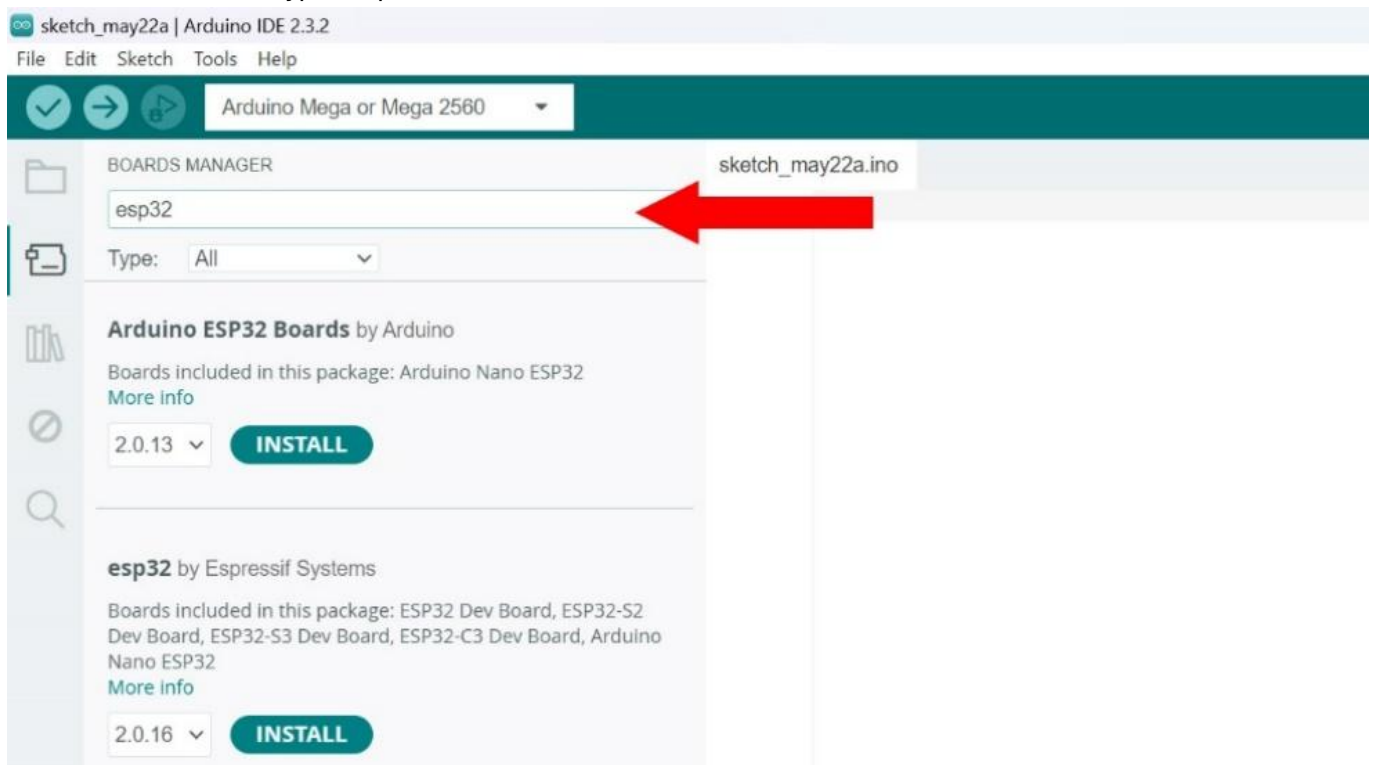 sketch_may22a | Arduino IDE 2.3.2
File Edit Sketch Tools Help
Arduino Mega or Mega 2560
BOARDS MANAGER
sketch_may22a.ino
esp32
Type: All
Arduino ESP32 Boards by Arduino
Boards included in this package: Arduino Nano ESP32
More info
2.0.13 INSTALL
esp32 by Espressif Systems
Boards included in this package: ESP32 Dev Board, ESP32-S2
Dev Board, ESP32-S3 Dev Board, ESP32-C3 Dev Board, Arduino
Nano ESP32
More info
2.0.16 INSTALL